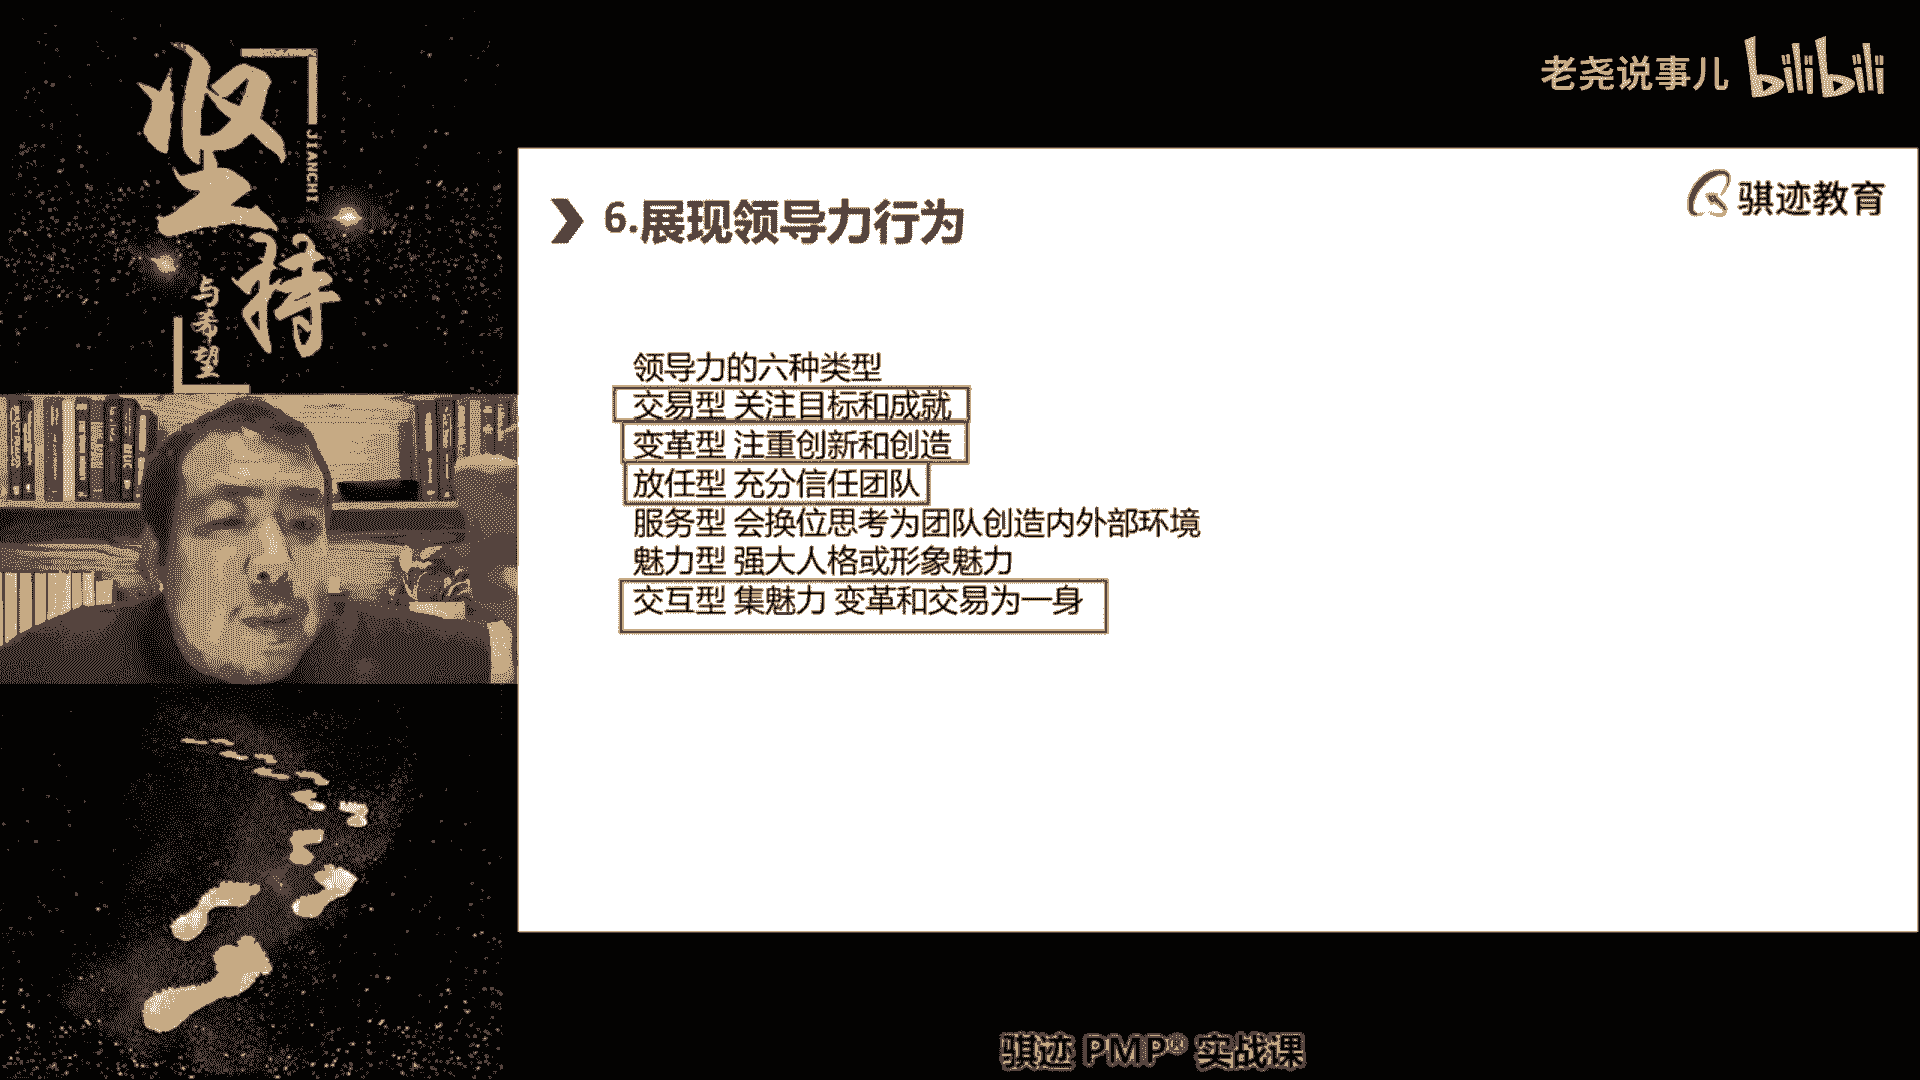 坚持
JIANCHI
与希望
老尧说事儿 bilibili
骐迹教育
6.展现领导力行为
领导力的六种类型
交易型 关注目标和成就
变革型 注重创新和创造
放任型 充分信任团队
服务型 会换位思考为团队创造内外部环境
魅力型 强大人格或形象魅力
交互型 集魅力 变革和交易为一身
骐迹 PMP® 实战课